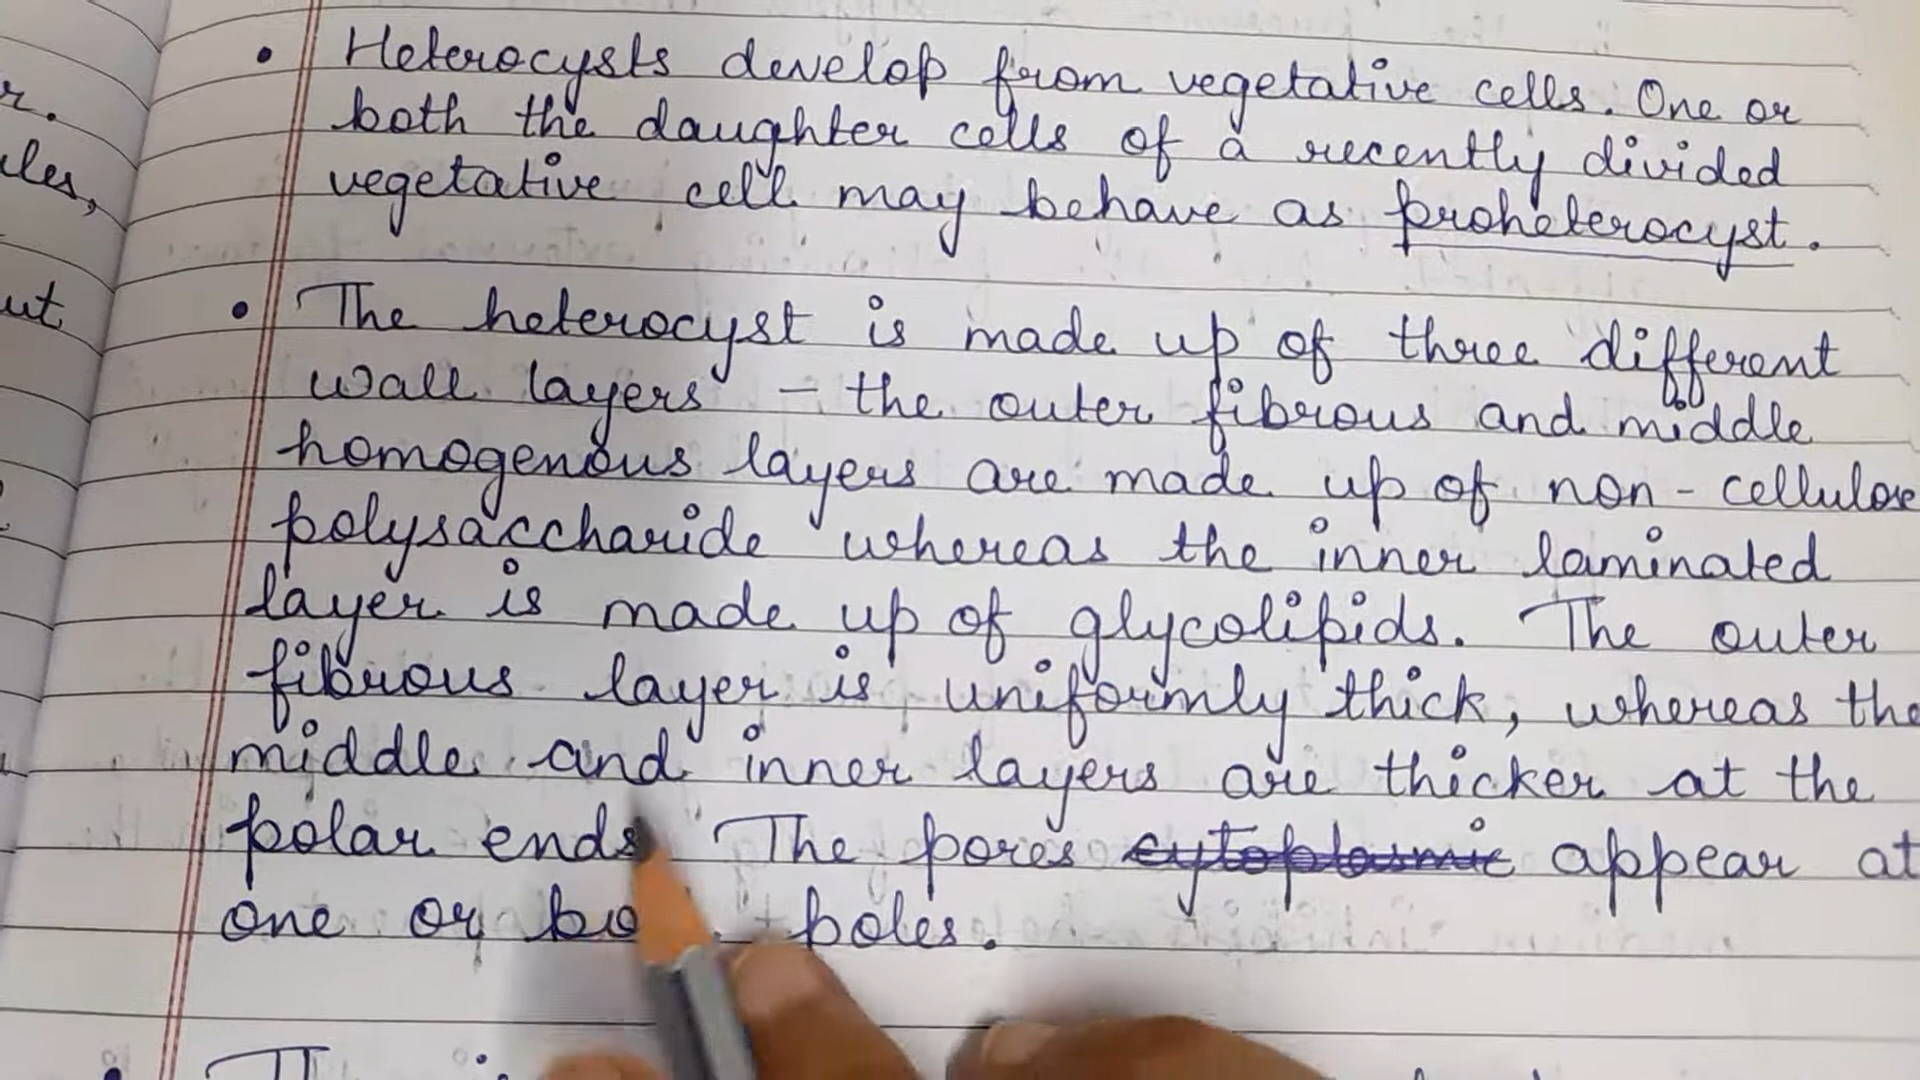 r.
les,
ut
• Heterocysts develop from vegetative cells. One or
both the daughter cells of a recently divided
vegetative cell may behave as proheterocyst.
• The heterocyst is made up of three different
wall layers - the outer fibrous and middle
homogenous layers are made up of non-cellulose
polysaccharide whereas the inner laminated
layer is made up of glycolipids. The outer
fibrous layer is uniformly thick, whereas the
middle and inner layers are thicker at the
polar ends The pores cytoplasmic appear at
one or poles.